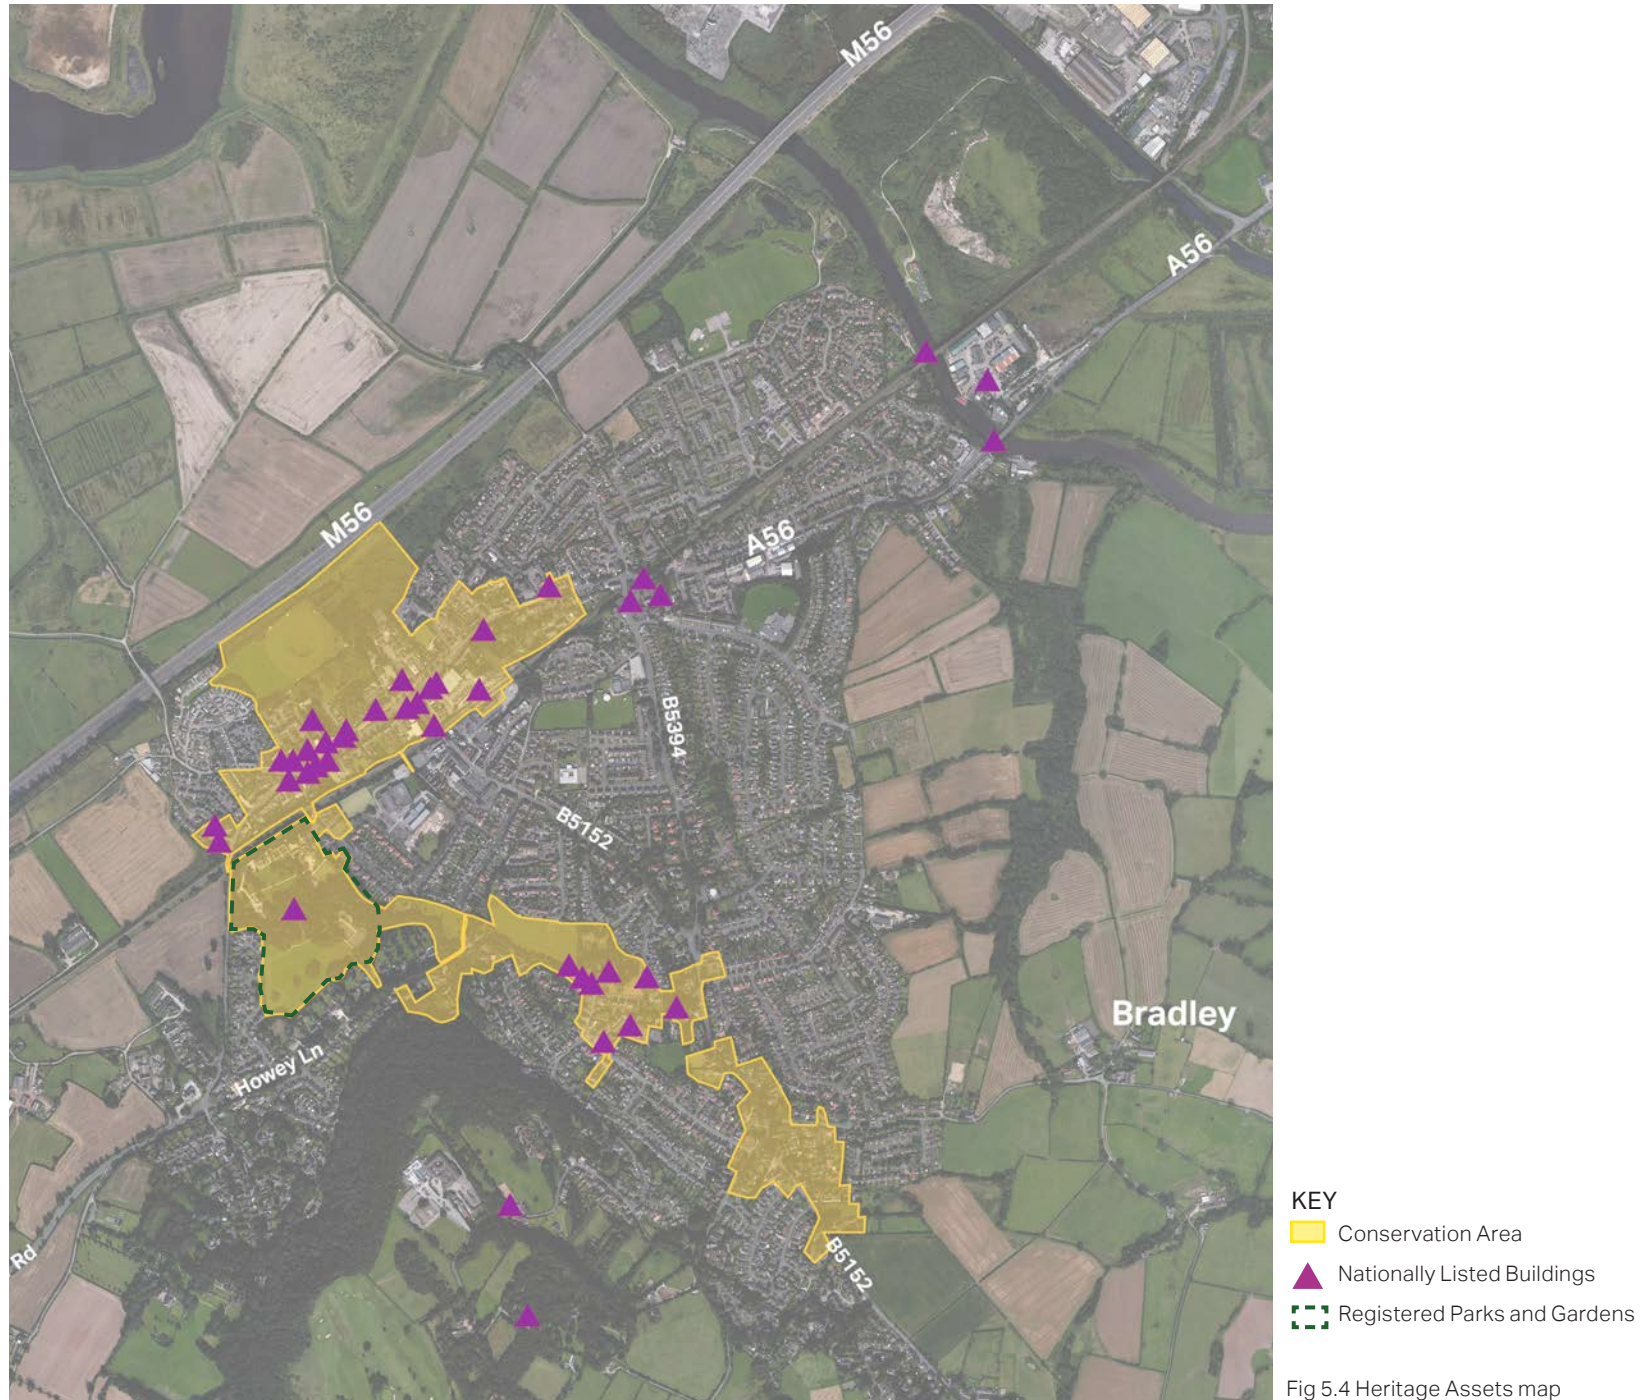 M56
A56
M56
A56
B5394
B5152
Bradley
Howey Ln
Rd
B5152
KEY
Conservation Area
Nationally Listed Buildings
Registered Parks and Gardens
Fig 5.4 Heritage Assets map